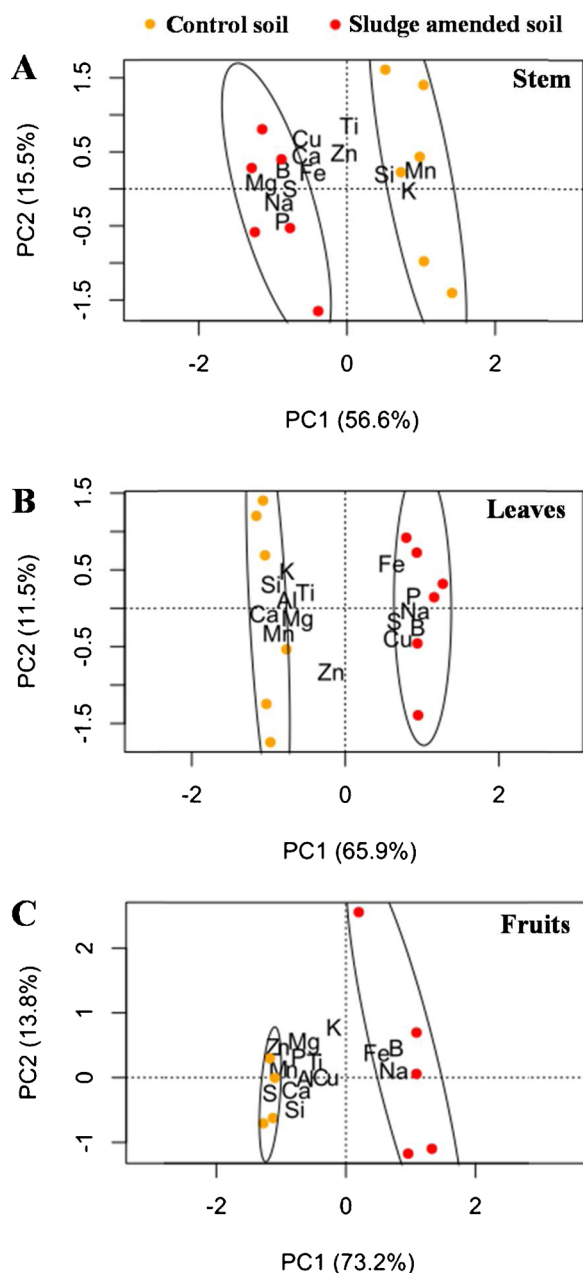 Control soil Sludge amended soil
A Stem
1.5
0.5
-0.5
-1.5
PC2 (15.5%)
Ti
Cu
Ca Zn
B Fe Si Mn
Mg S K
Na
P
-2 0 2
PC1 (56.6%)
B Leaves
1.5
0.5
-0.5
-1.5
PC2 (11.5%)
K Fe
Si Ti P
Al Na
Ca Mg S B
Mn Cu
Zn
-2 0 2
PC1 (65.9%)
C Fruits
2
1
0
-1
PC2 (13.8%)
K
Zn Mg Fe B
P Ti Na
Mn Al Cu
S Ca
Si
-2 0 2
PC1 (73.2%)